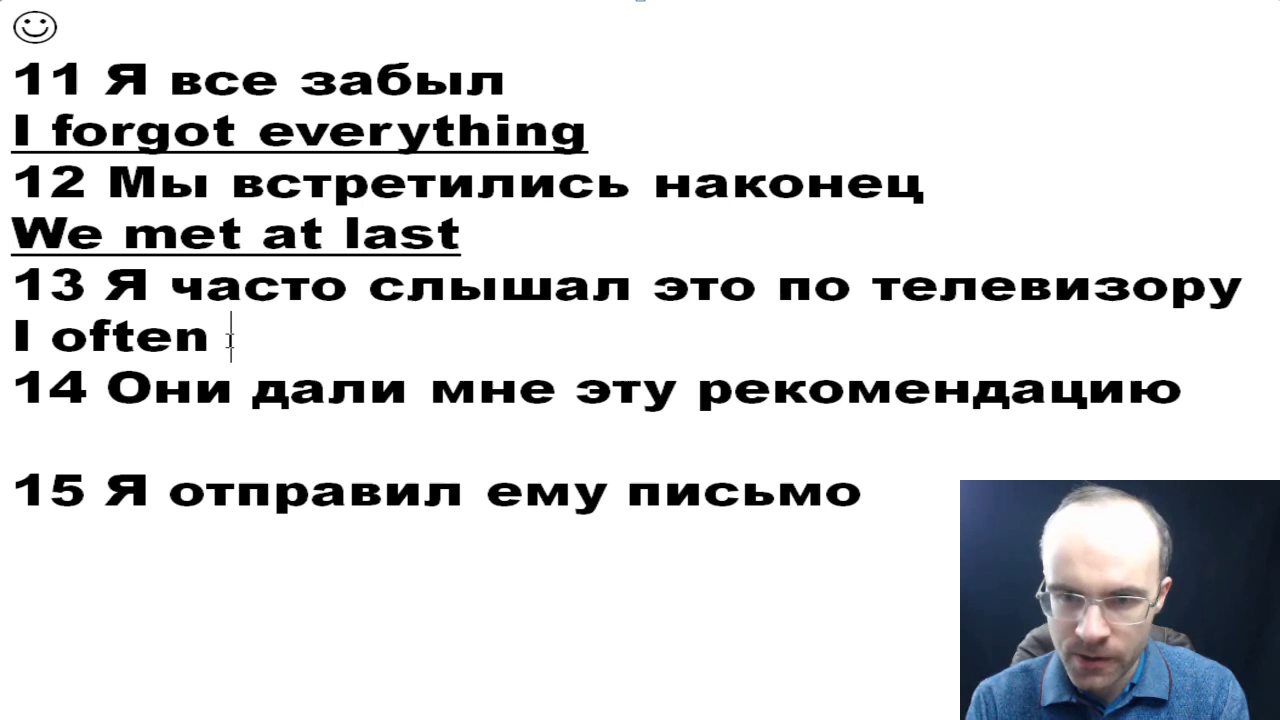 11 Я все забыл
I forgot everything
12 Мы встретились наконец
We met at last
13 Я часто слышал это по телевизору
I often
14 Они дали мне эту рекомендацию
15 Я отправил ему письмо